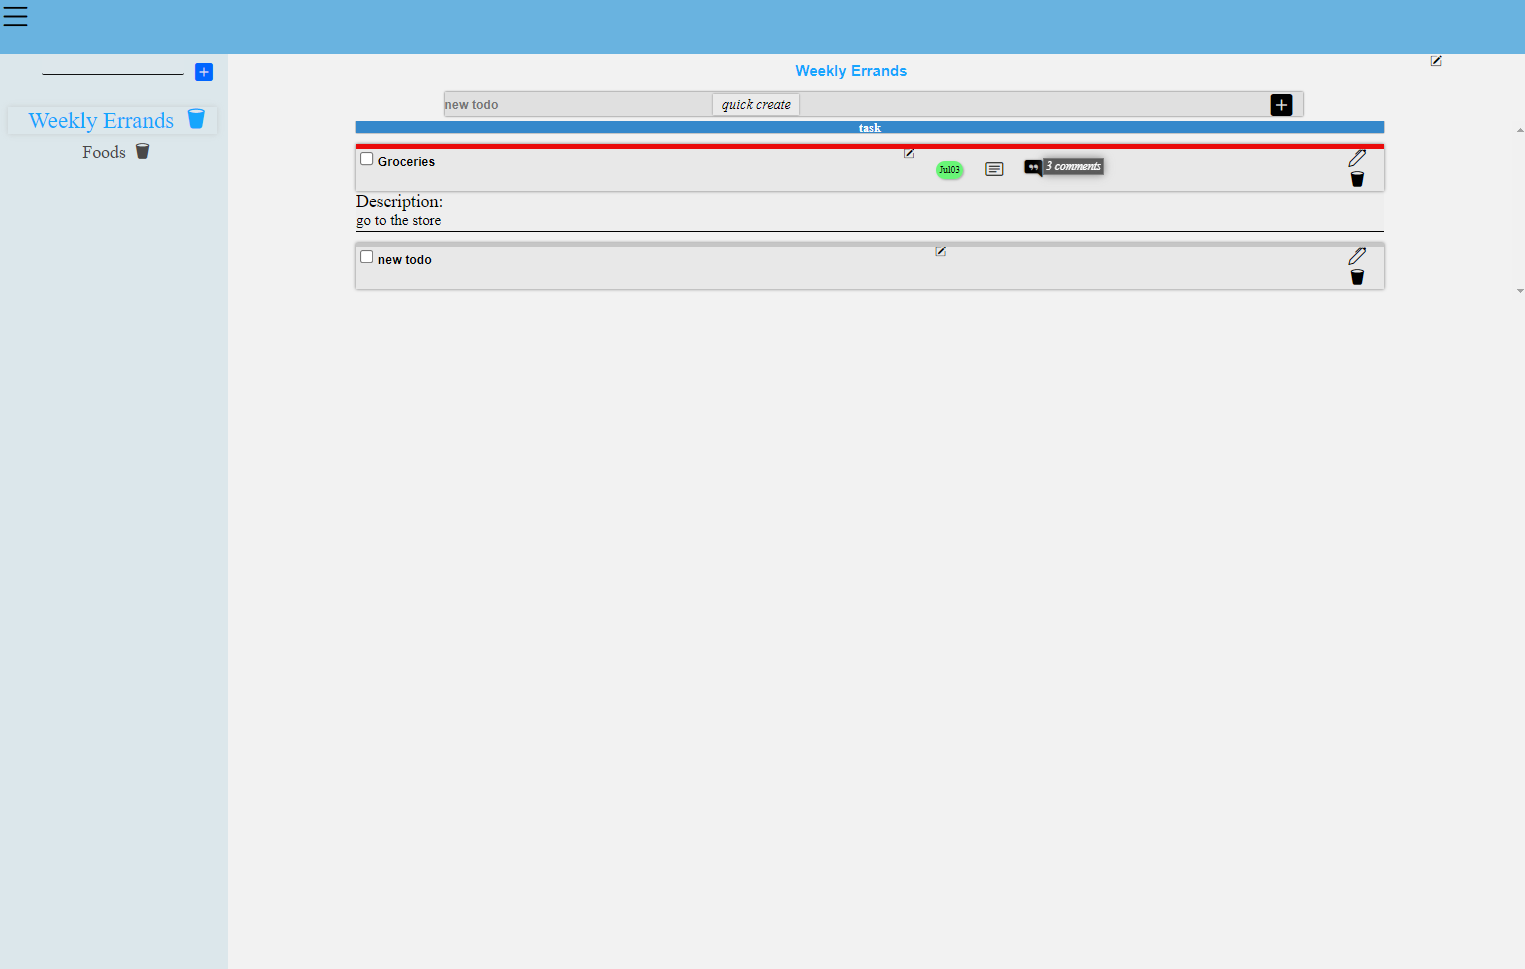 Weekly Errands
Foods
Weekly Errands
new todo
quick create
task
Groceries
Jul03
3 comments
Description:
go to the store
new todo